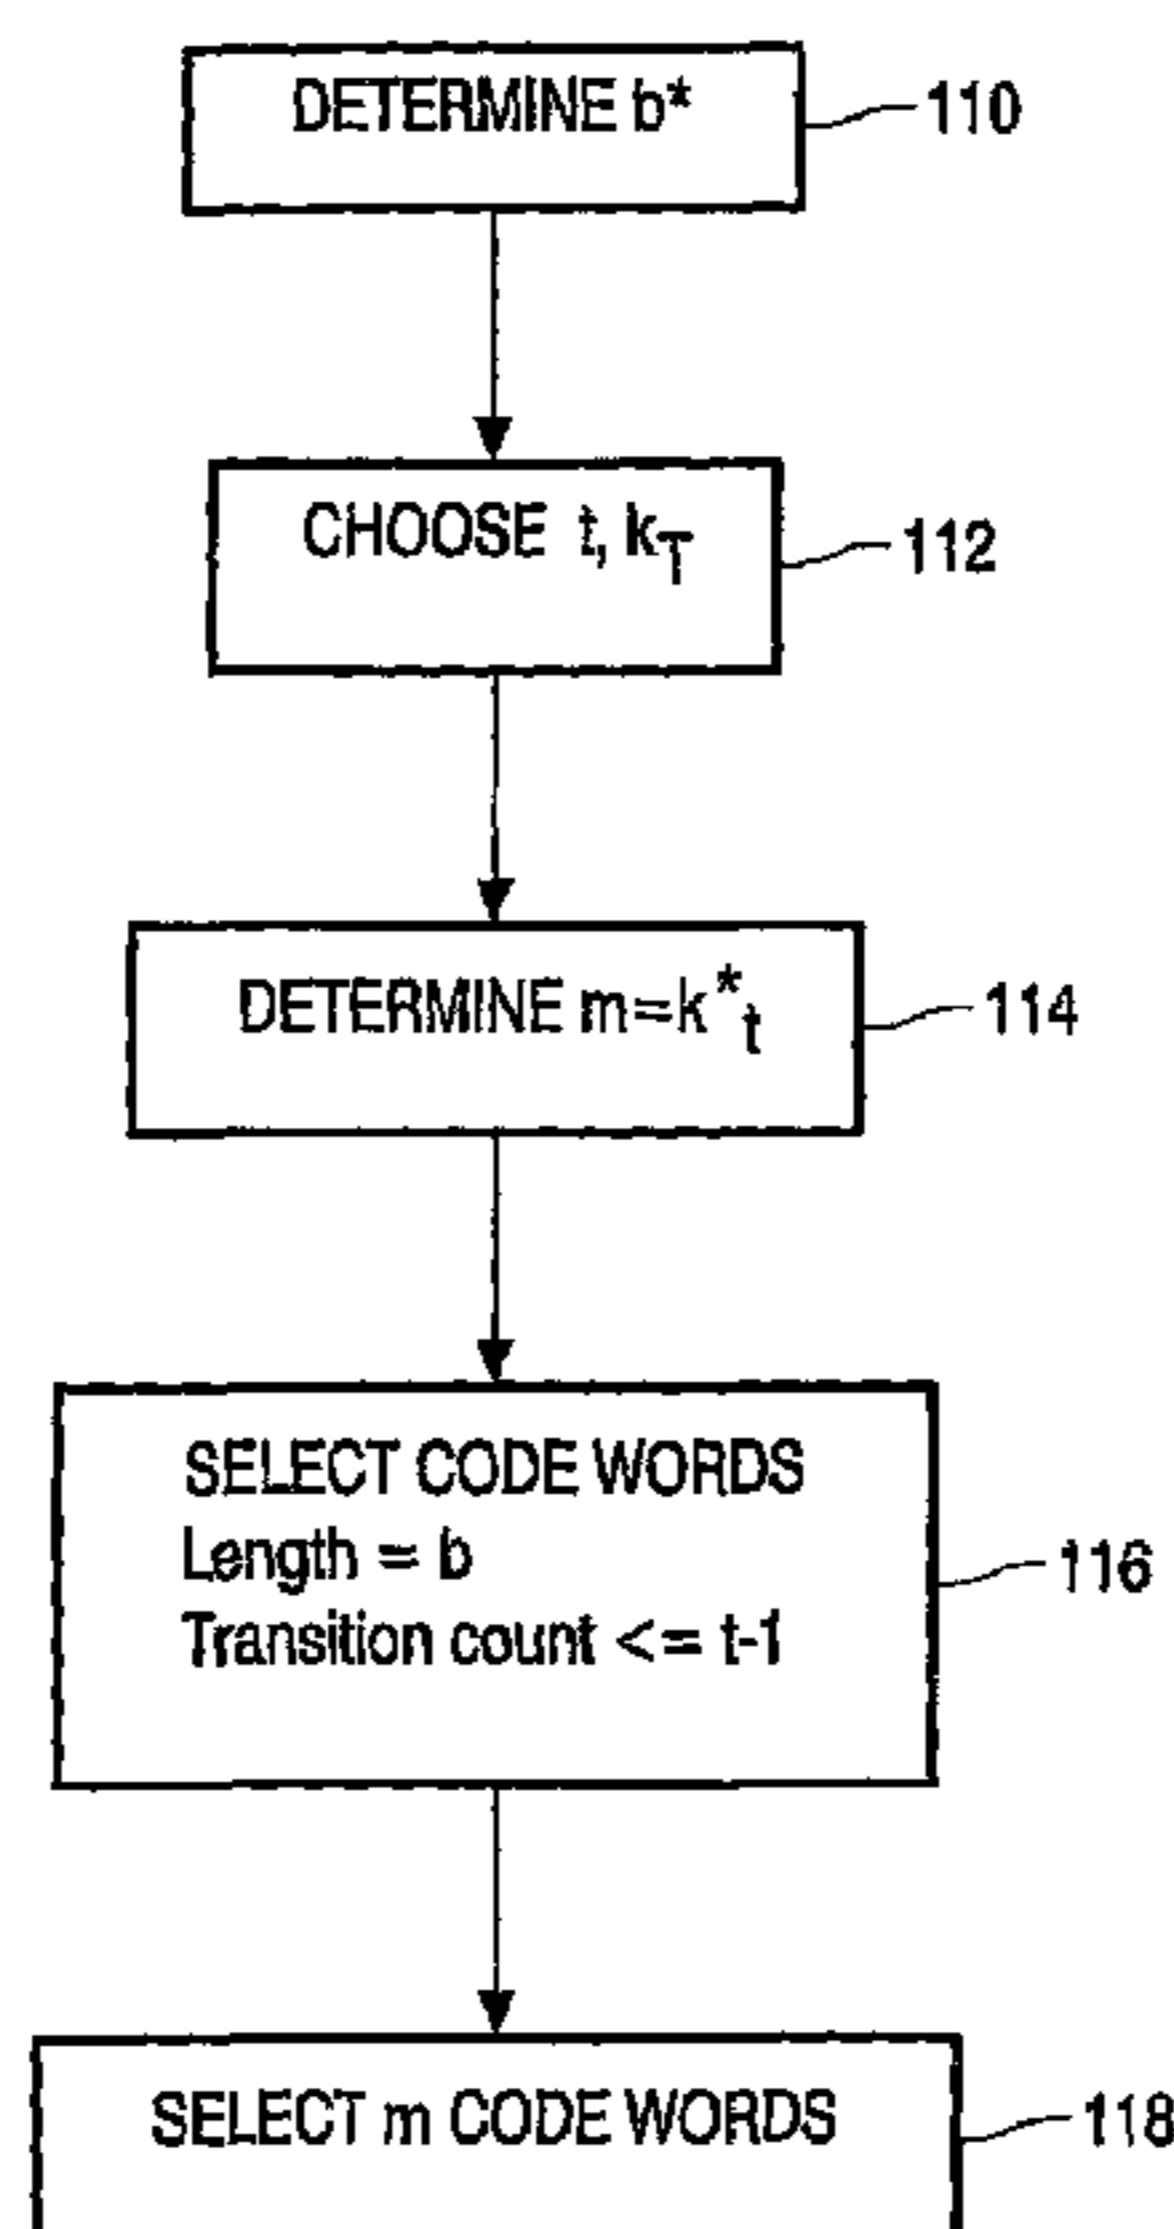 DETERMINE b* 110
CHOOSE t, kT 112
DETERMINE m=k*t 114
SELECT CODE WORDS
Length = b
Transition count <= t-1
116
SELECT m CODE WORDS 118